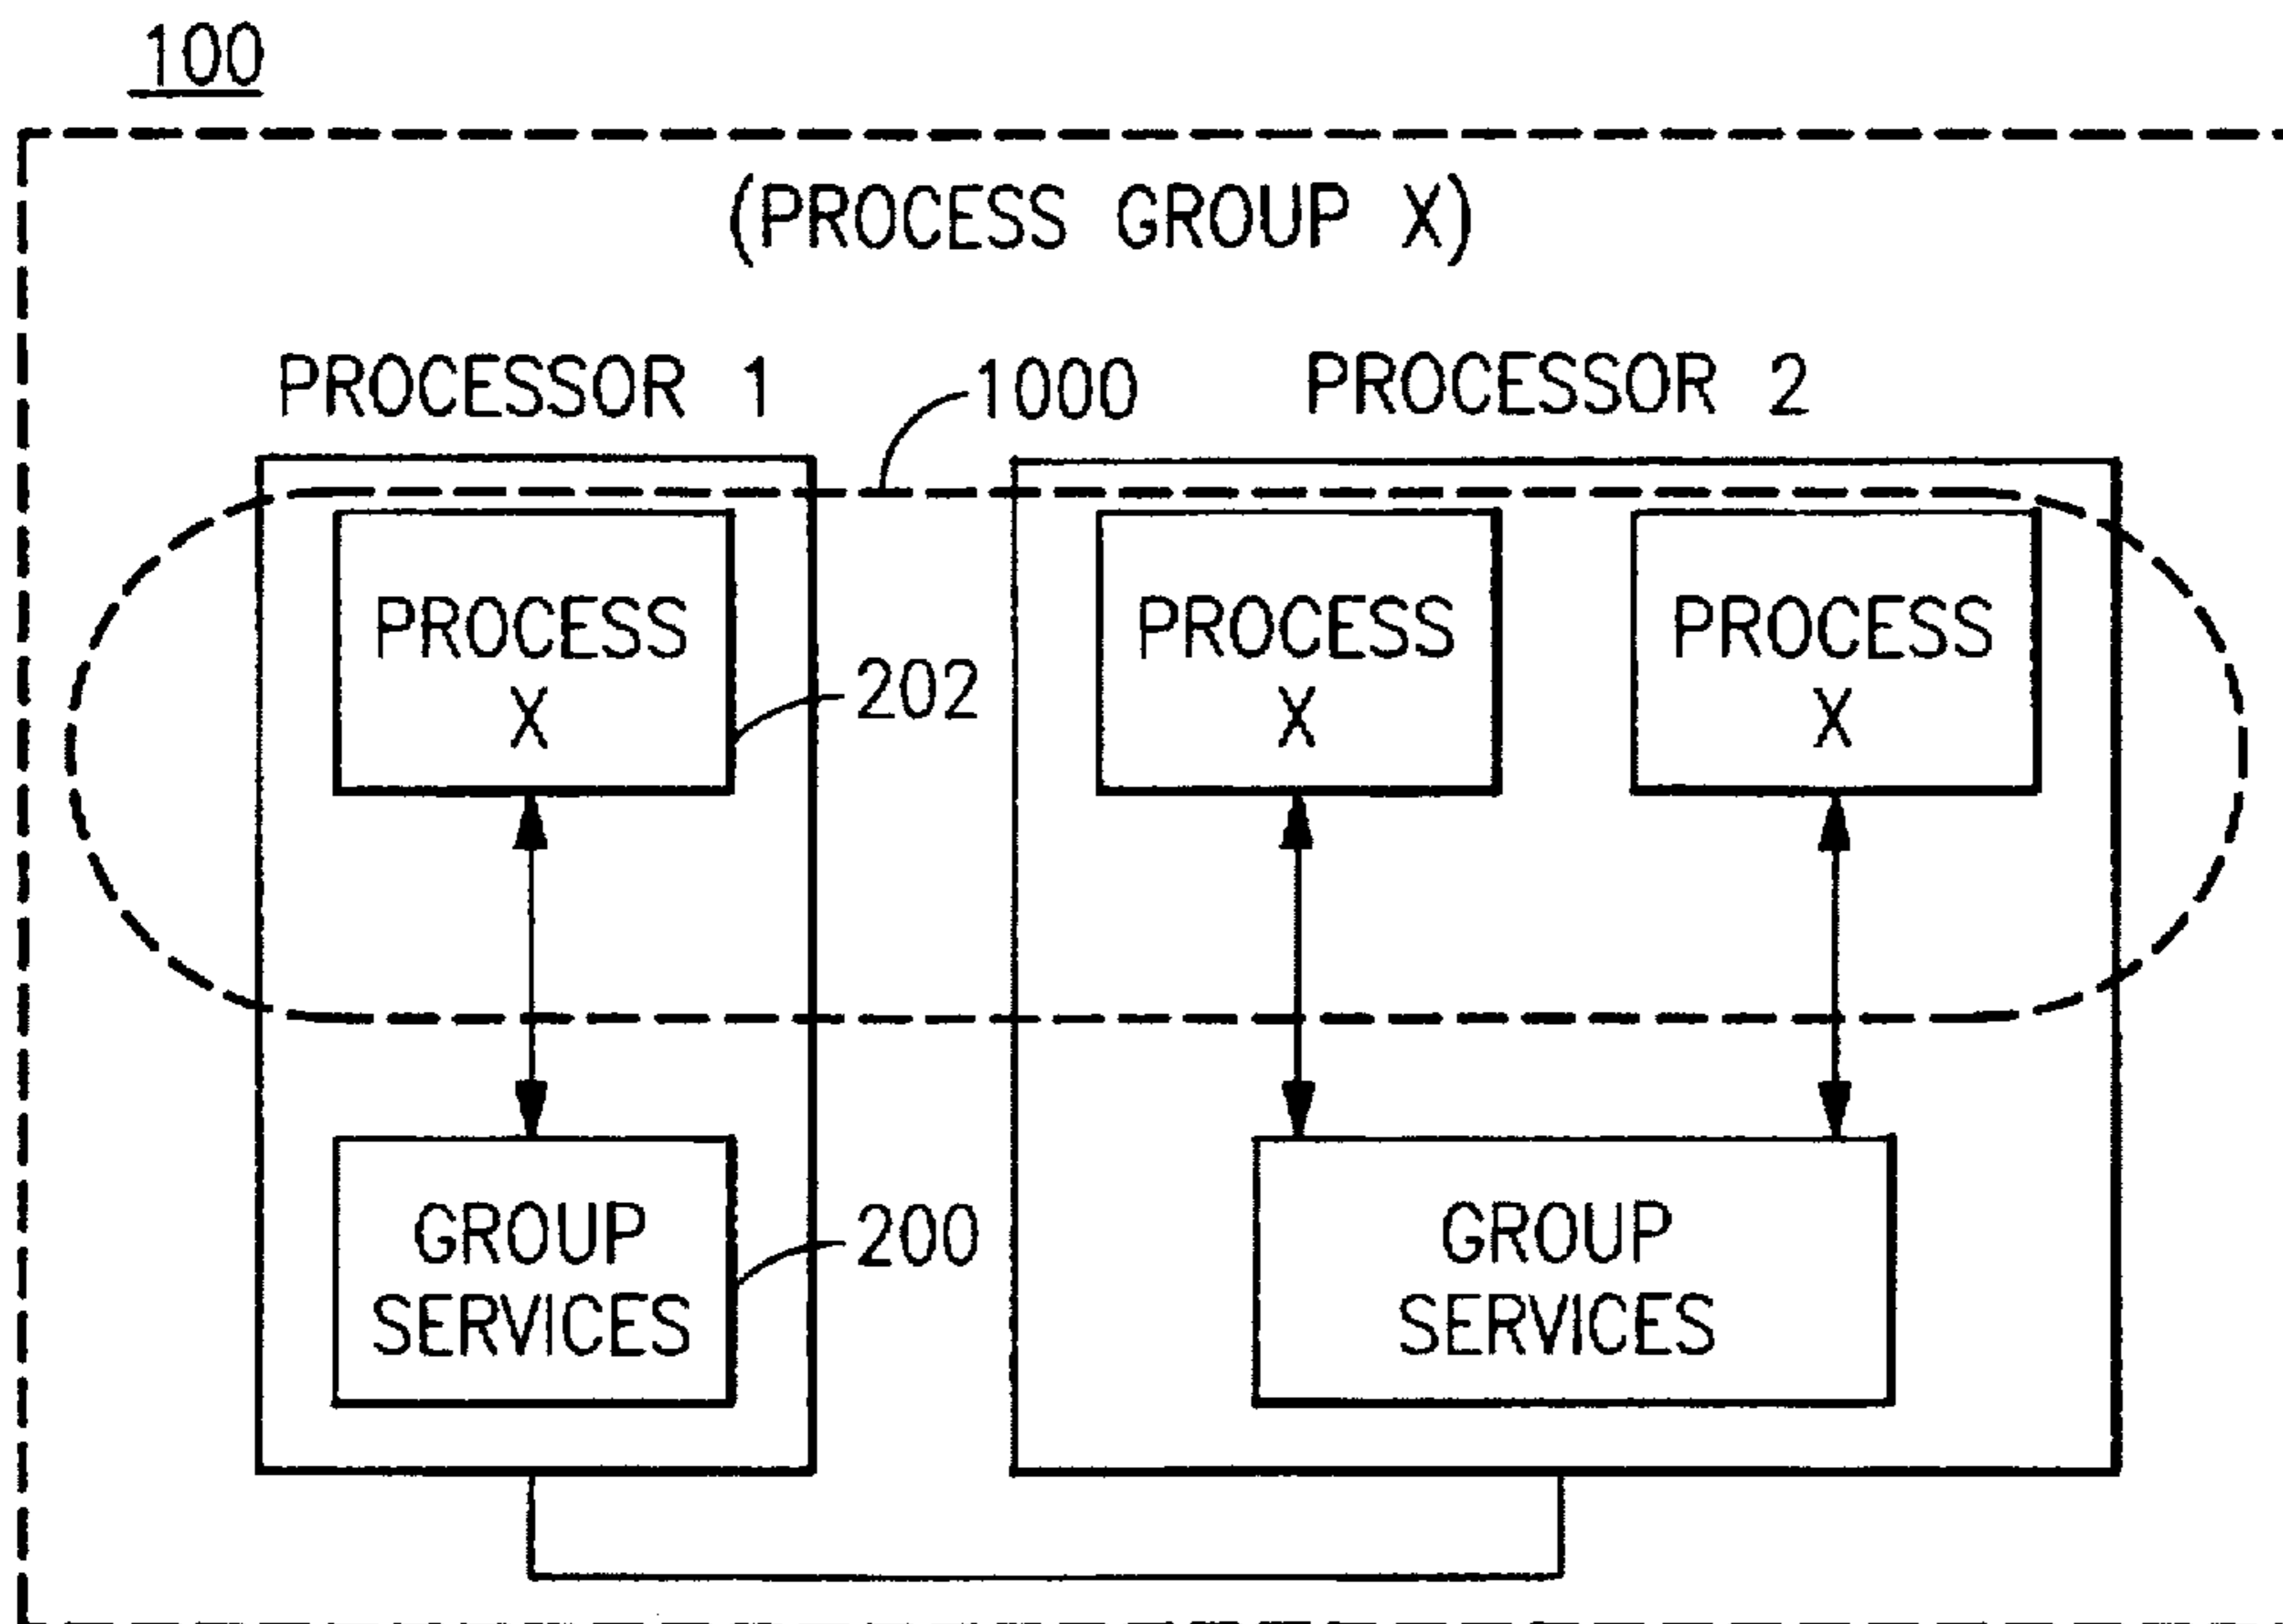 100
(PROCESS GROUP X)
PROCESSOR 1
1000
PROCESSOR 2
PROCESS
X
202
PROCESS
X
PROCESS
X
GROUP
SERVICES
200
GROUP
SERVICES